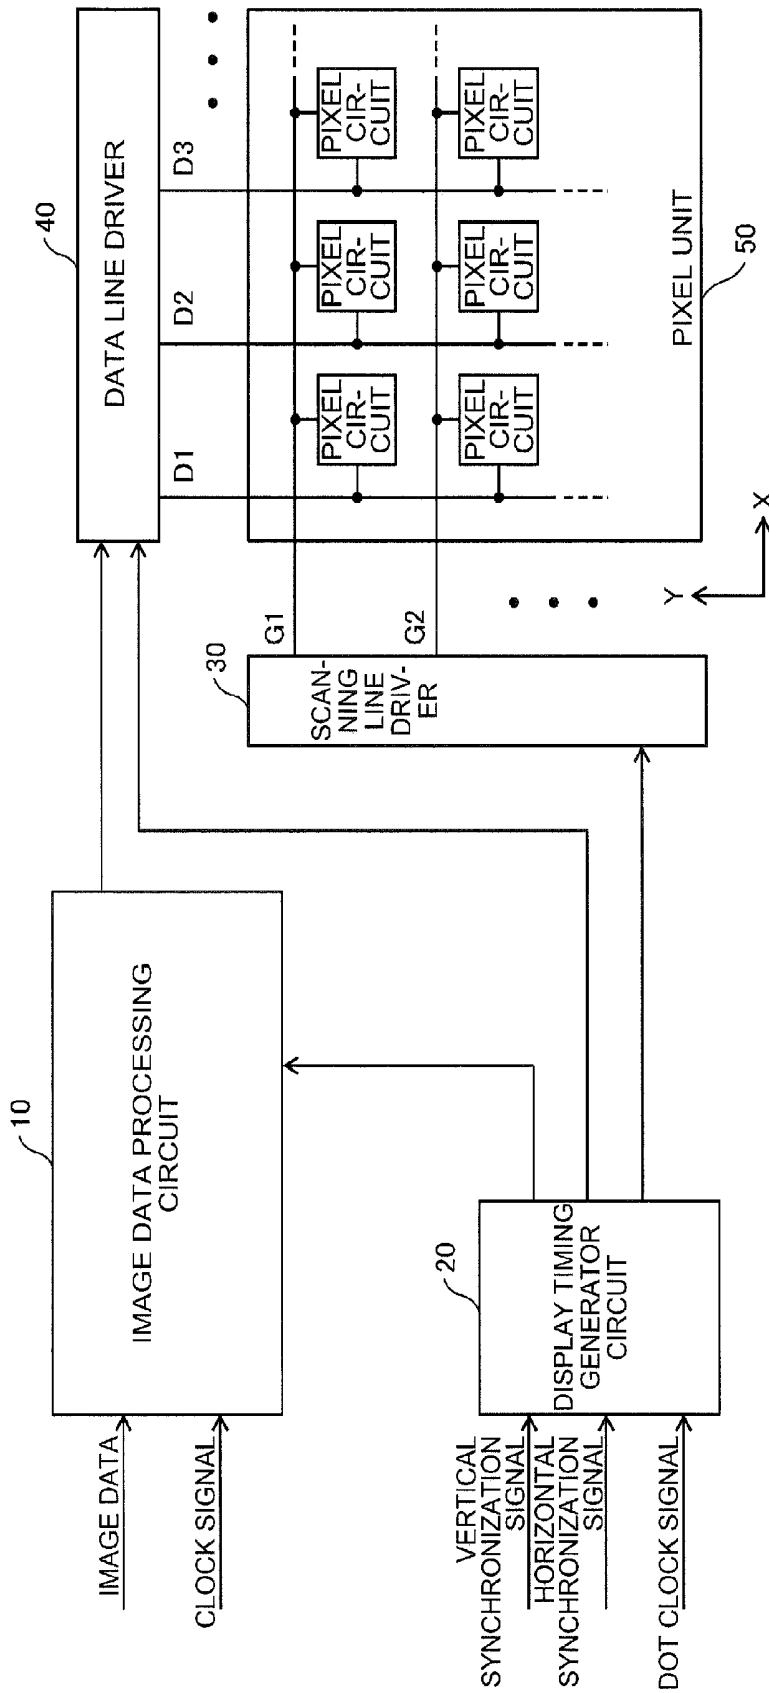 IMAGE DATA
CLOCK SIGNAL
10
IMAGE DATA PROCESSING
CIRCUIT
VERTICAL
SYNCHRONIZATION
SIGNAL
HORIZONTAL
SYNCHRONIZATION
SIGNAL
DOT CLOCK SIGNAL
20
DISPLAY TIMING
GENERATOR
CIRCUIT
30
SCAN-
NING
LINE
DRIV-
ER
G1
G2
40
DATA LINE DRIVER
D1
D2
D3
PIXEL
CIR-
CUIT
PIXEL
CIR-
CUIT
PIXEL
CIR-
CUIT
PIXEL
CIR-
CUIT
PIXEL
CIR-
CUIT
PIXEL
CIR-
CUIT
PIXEL UNIT
50
Y
X